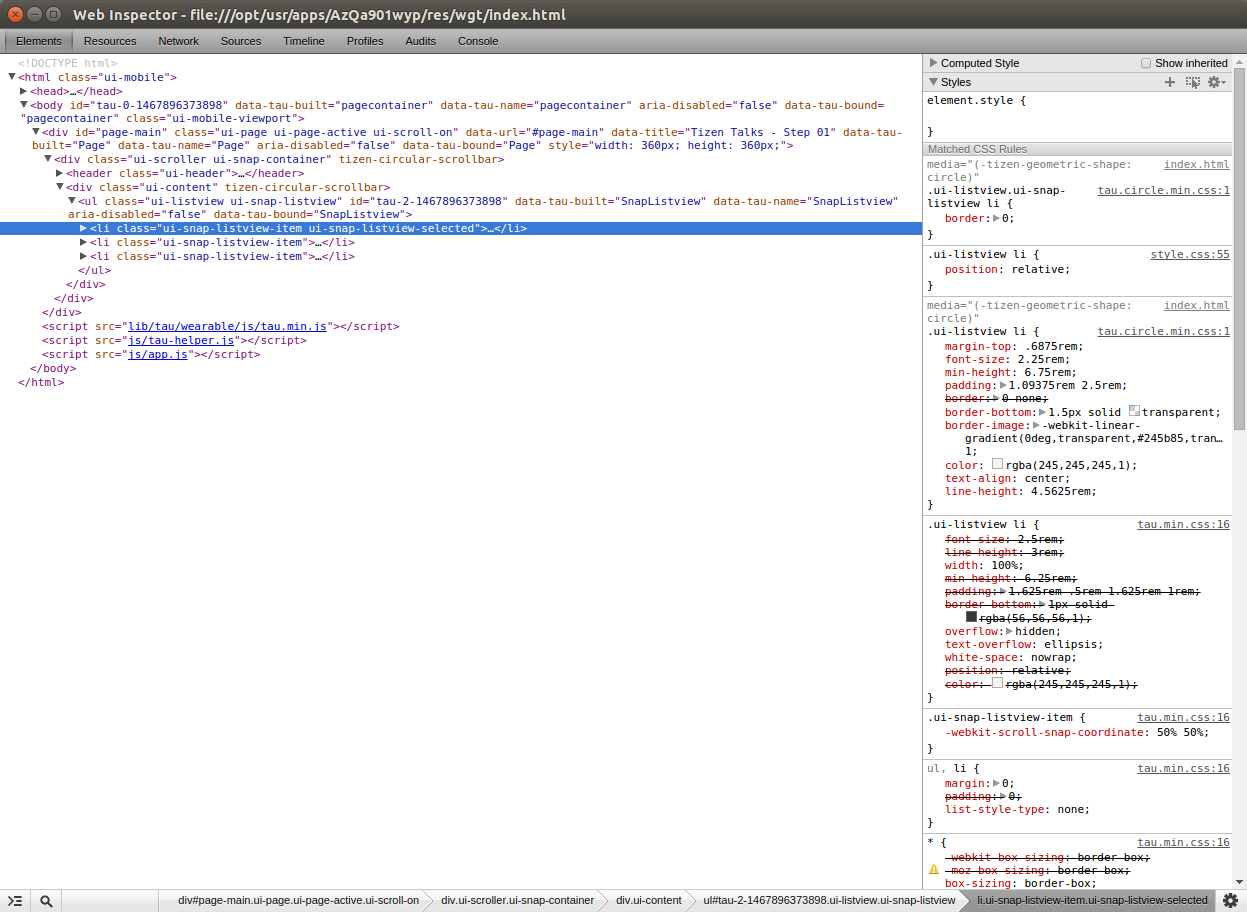 Web Inspector - file:///opt/usr/apps/AzQa901wyp/res/wgt/index.html
Elements Resources Network Sources Timeline Profiles Audits Console
<!DOCTYPE html>
<html class="ui-mobile">
<head>…</head>
<body id="tau-0-1467896373898" data-tau-built="pagecontainer" data-tau-name="pagecontainer" aria-disabled="false" data-tau-bound=
"pagecontainer" class="ui-mobile-viewport">
<div id="page-main" class="ui-page ui-page-active ui-scroll-on" data-url="#page-main" data-title="Tizen Talks - Step 01" data-tau-
built="Page" data-tau-name="Page" aria-disabled="false" data-tau-bound="Page" style="width: 360px; height: 360px;">
<div class="ui-scroller ui-snap-container" tizen-circular-scrollbar>
<header class="ui-header">…</header>
<div class="ui-content" tizen-circular-scrollbar>
<ul class="ui-listview ui-snap-listview" id="tau-2-1467896373898" data-tau-built="SnapListview" data-tau-name="SnapListview"
aria-disabled="false" data-tau-bound="SnapListview">
<li class="ui-snap-listview-item ui-snap-listview-selected">…</li>
<li class="ui-snap-listview-item">…</li>
<li class="ui-snap-listview-item">…</li>
</ul>
</div>
</div>
</div>
<script src="lib/tau/wearable/js/tau.min.js"></script>
<script src="js/tau-helper.js"></script>
<script src="js/app.js"></script>
</body>
</html>
Computed Style Show inherited
Styles
element.style {
}
Matched CSS Rules
media="(-tizen-geometric-shape: index.html
circle)"
.ui-listview.ui-snap- tau.circle.min.css:1
listview li {
border: 0;
}
.ui-listview li { style.css:55
position: relative;
}
media="(-tizen-geometric-shape: index.html
circle)"
.ui-listview li { tau.circle.min.css:1
margin-top: .6875rem;
font-size: 2.25rem;
min-height: 6.75rem;
padding: 1.09375rem 2.5rem;
border: 0 none;
border-bottom: 1.5px solid transparent;
border-image: -webkit-linear-
gradient(0deg,transparent,#245b85,tran…
1;
color: rgba(245,245,245,1);
text-align: center;
line-height: 4.5625rem;
}
.ui-listview li { tau.min.css:16
font-size: 2.5rem;
line-height: 3rem;
width: 100%;
min-height: 6.25rem;
padding: 1.625rem .5rem 1.625rem 1rem;
border-bottom: 1px solid
rgba(56,56,56,1);
overflow: hidden;
text-overflow: ellipsis;
white-space: nowrap;
position: relative;
color: rgba(245,245,245,1);
}
.ui-snap-listview-item { tau.min.css:16
-webkit-scroll-snap-coordinate: 50% 50%;
}
ul, li { tau.min.css:16
margin: 0;
padding: 0;
list-style-type: none;
}
* { tau.min.css:16
-webkit-box-sizing: border-box;
-moz-box-sizing: border-box;
box-sizing: border-box;
div#page-main.ui-page.ui-page-active.ui-scroll-on div.ui-scroller.ui-snap-container div.ui-content ul#tau-2-1467896373898.ui-listview.ui-snap-listview li.ui-snap-listview-item.ui-snap-listview-selected